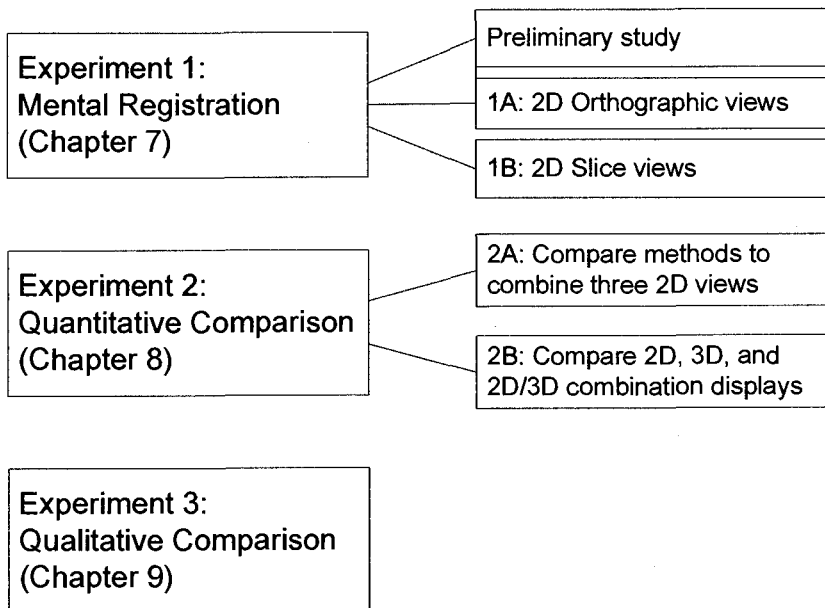 Experiment 1:
Mental Registration
(Chapter 7)
Preliminary study
1A: 2D Orthographic views
1B: 2D Slice views
Experiment 2:
Quantitative Comparison
(Chapter 8)
2A: Compare methods to
combine three 2D views
2B: Compare 2D, 3D, and
2D/3D combination displays
Experiment 3:
Qualitative Comparison
(Chapter 9)